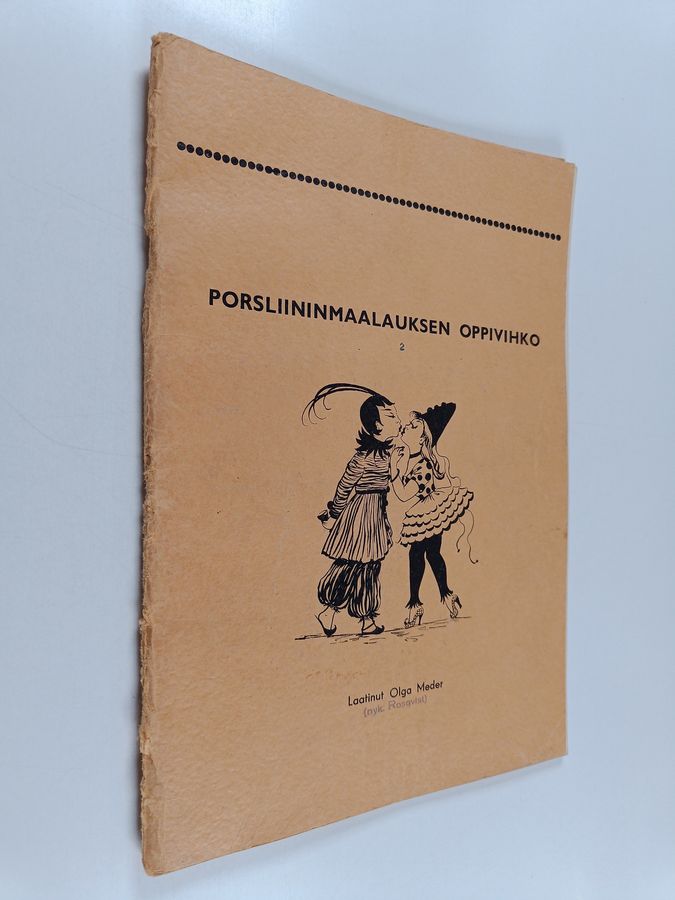 PORSLIININMAALAUKSEN OPPIVIHKO
2
Laatinut Olga Meder
(nyk. Rosqvist)